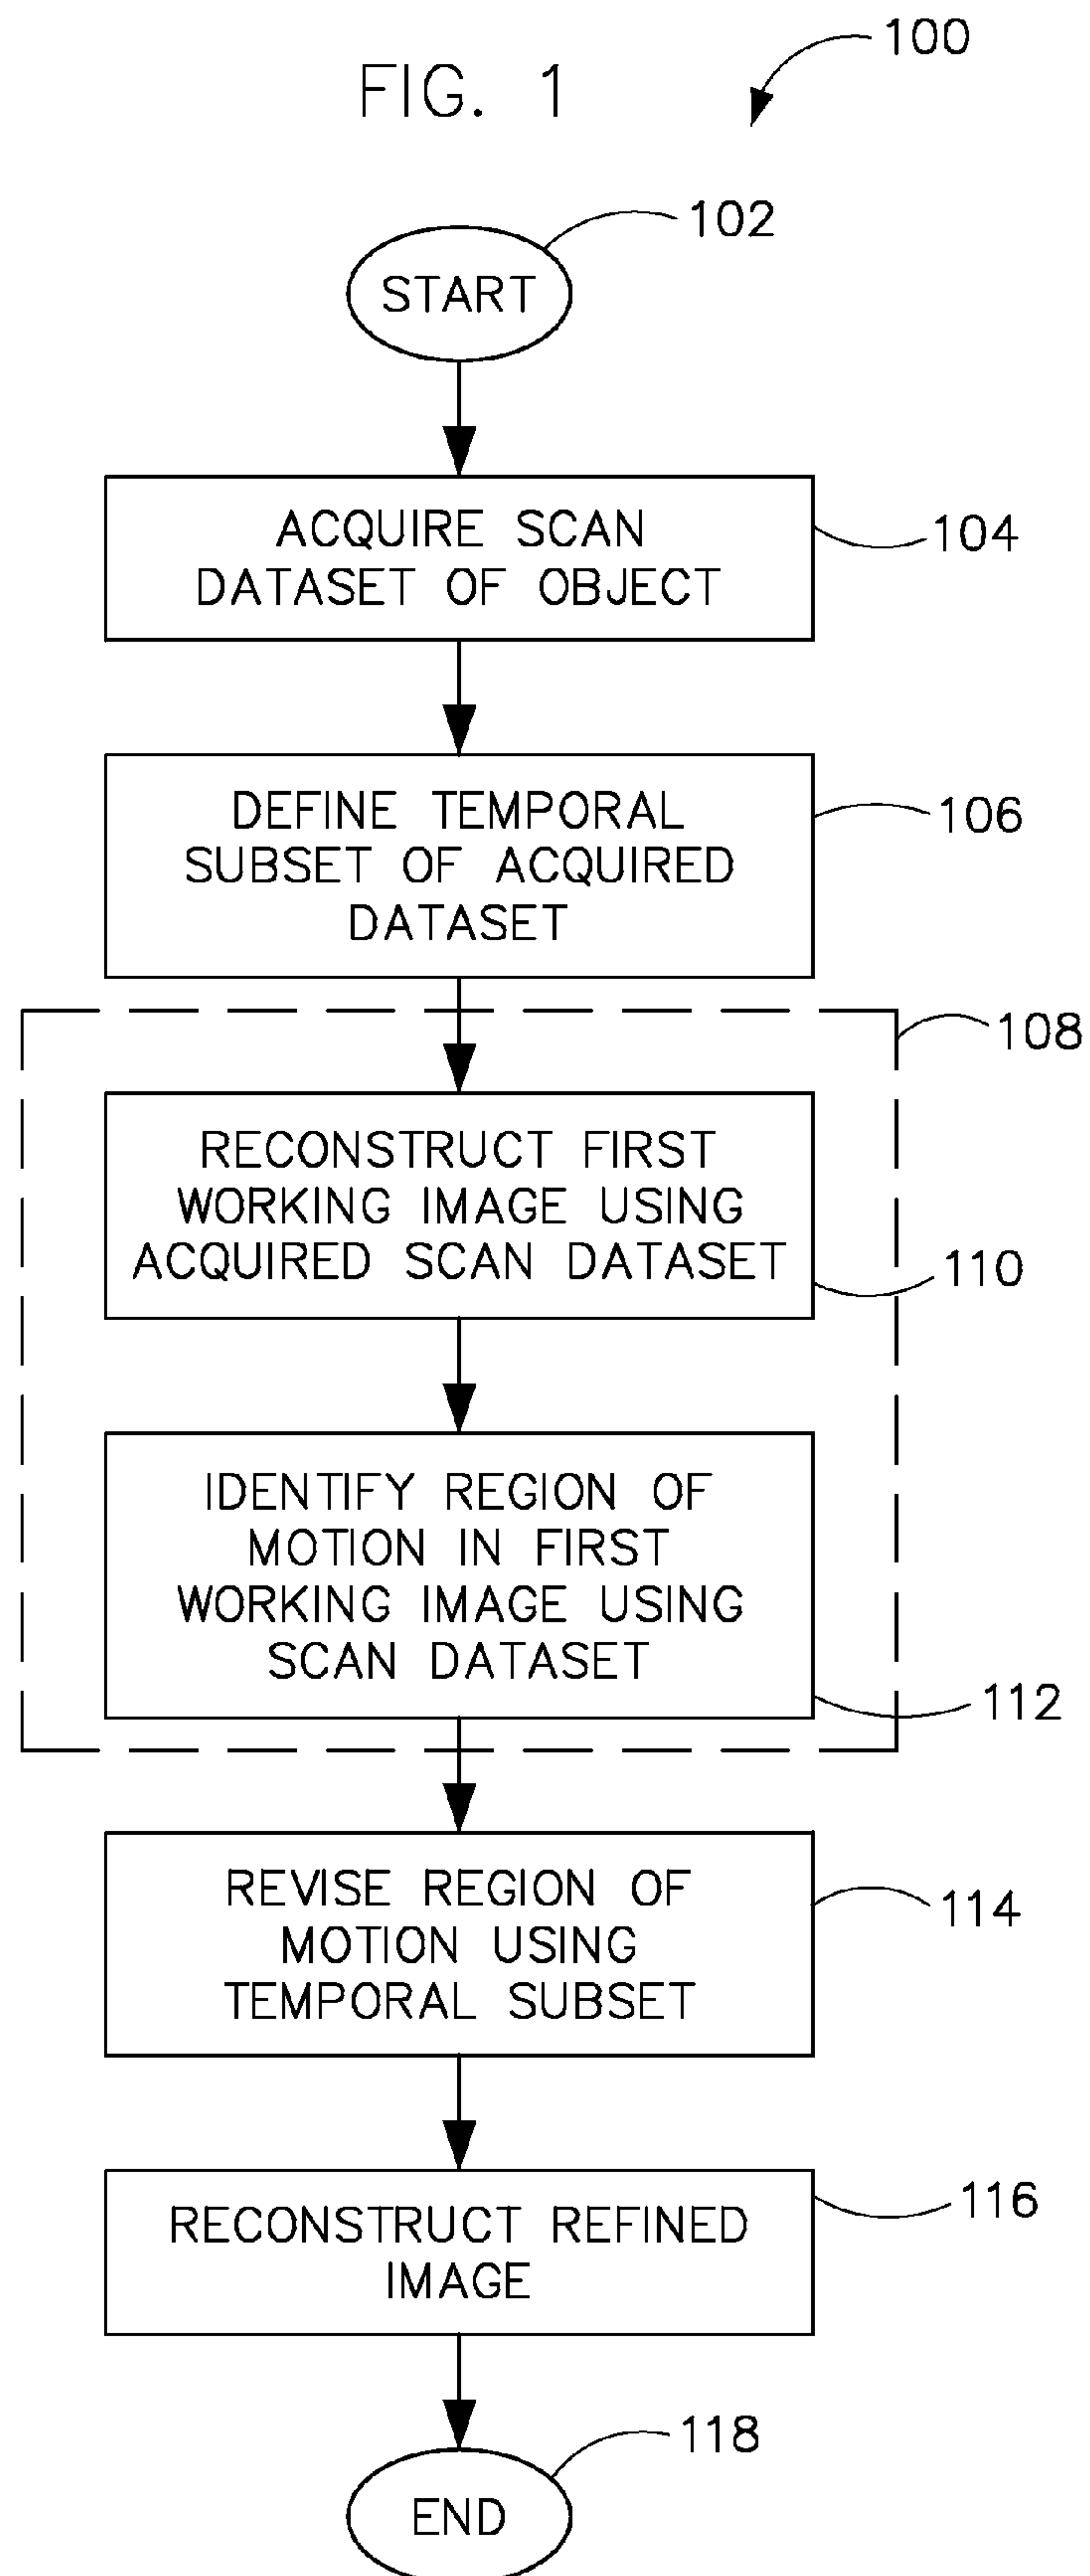 FIG. 1
100
102
START
ACQUIRE SCAN
DATASET OF OBJECT
104
DEFINE TEMPORAL
SUBSET OF ACQUIRED
DATASET
106
108
RECONSTRUCT FIRST
WORKING IMAGE USING
ACQUIRED SCAN DATASET
110
IDENTIFY REGION OF
MOTION IN FIRST
WORKING IMAGE USING
SCAN DATASET
112
REVISE REGION OF
MOTION USING
TEMPORAL SUBSET
114
RECONSTRUCT REFINED
IMAGE
116
118
END